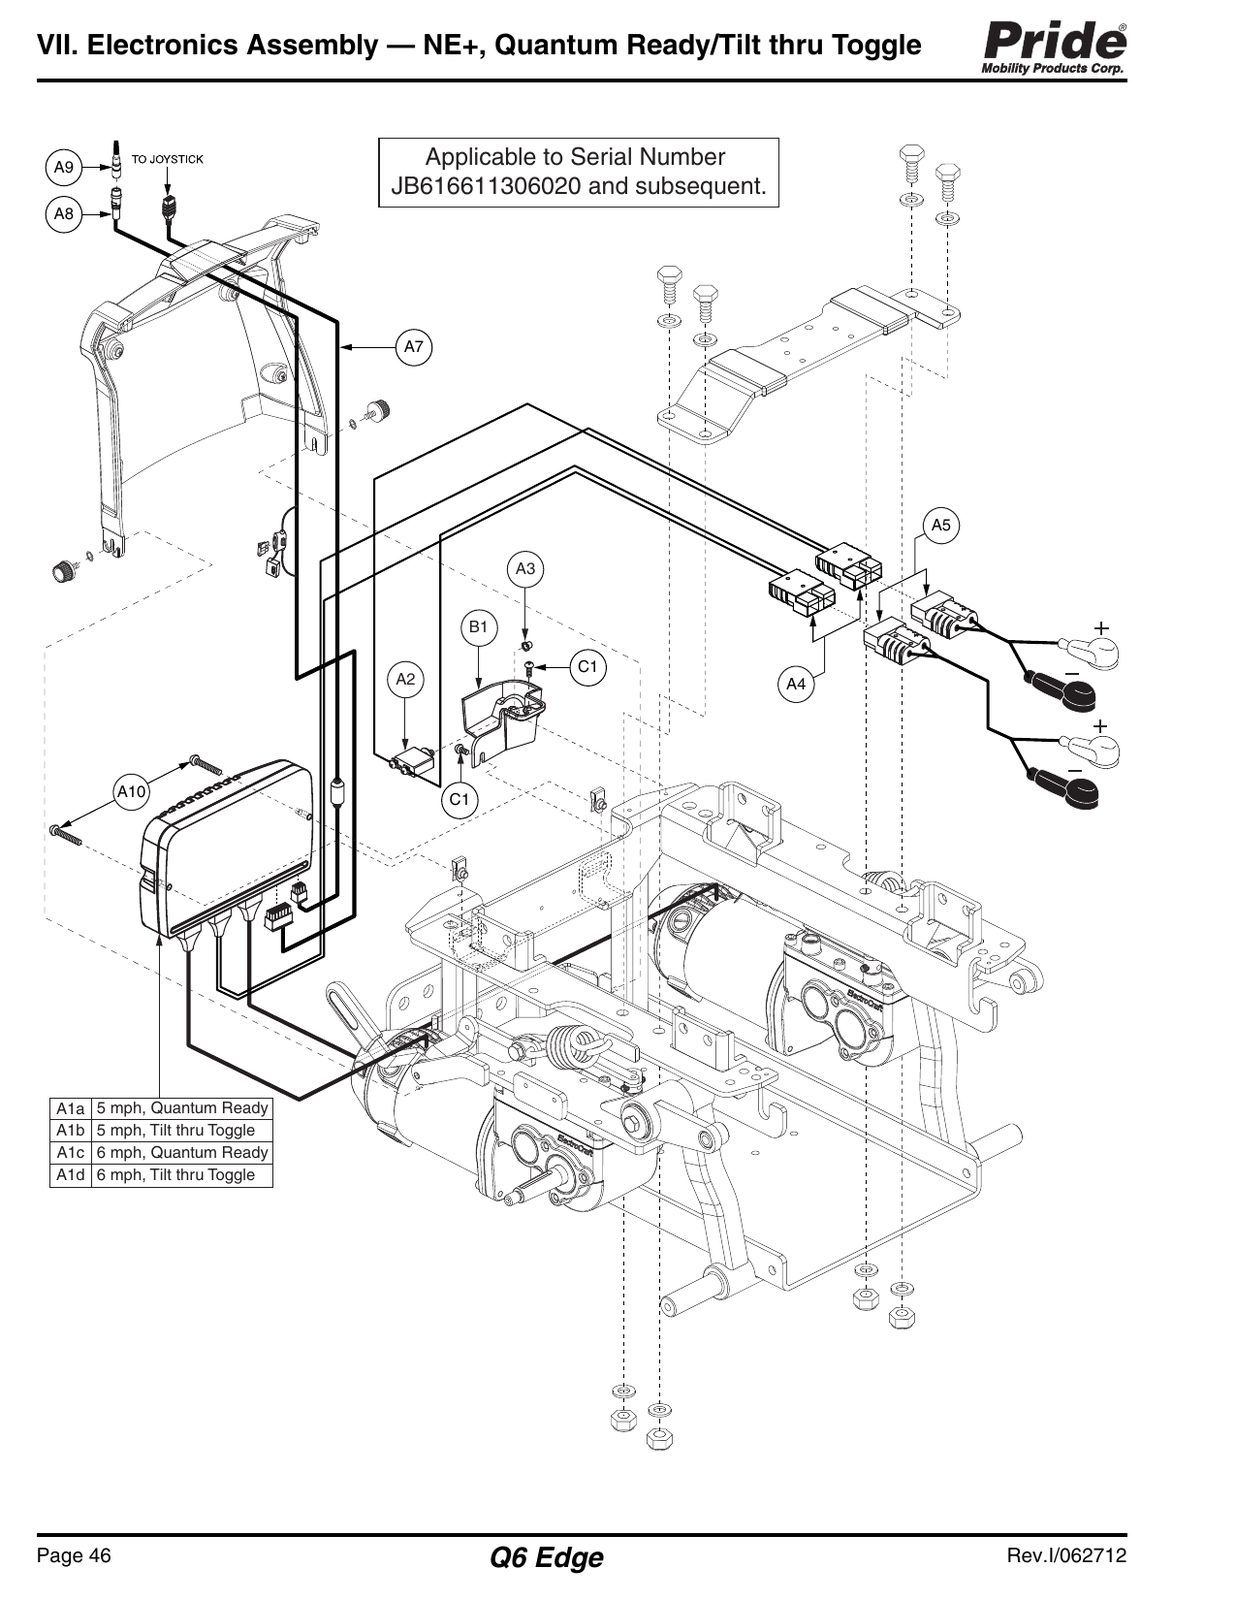 VII. Electronics Assembly — NE+, Quantum Ready/Tilt thru Toggle
Pride®
Mobility Products Corp.
Applicable to Serial Number
JB616611306020 and subsequent.
A9
TO JOYSTICK
A8
A7
A5
A3
B1
C1
A2
A4
+
−
+
−
A10
C1
ElectroCraft
ElectroCraft
A1a 5 mph, Quantum Ready
A1b 5 mph, Tilt thru Toggle
A1c 6 mph, Quantum Ready
A1d 6 mph, Tilt thru Toggle
Page 46
Q6 Edge
Rev.I/062712